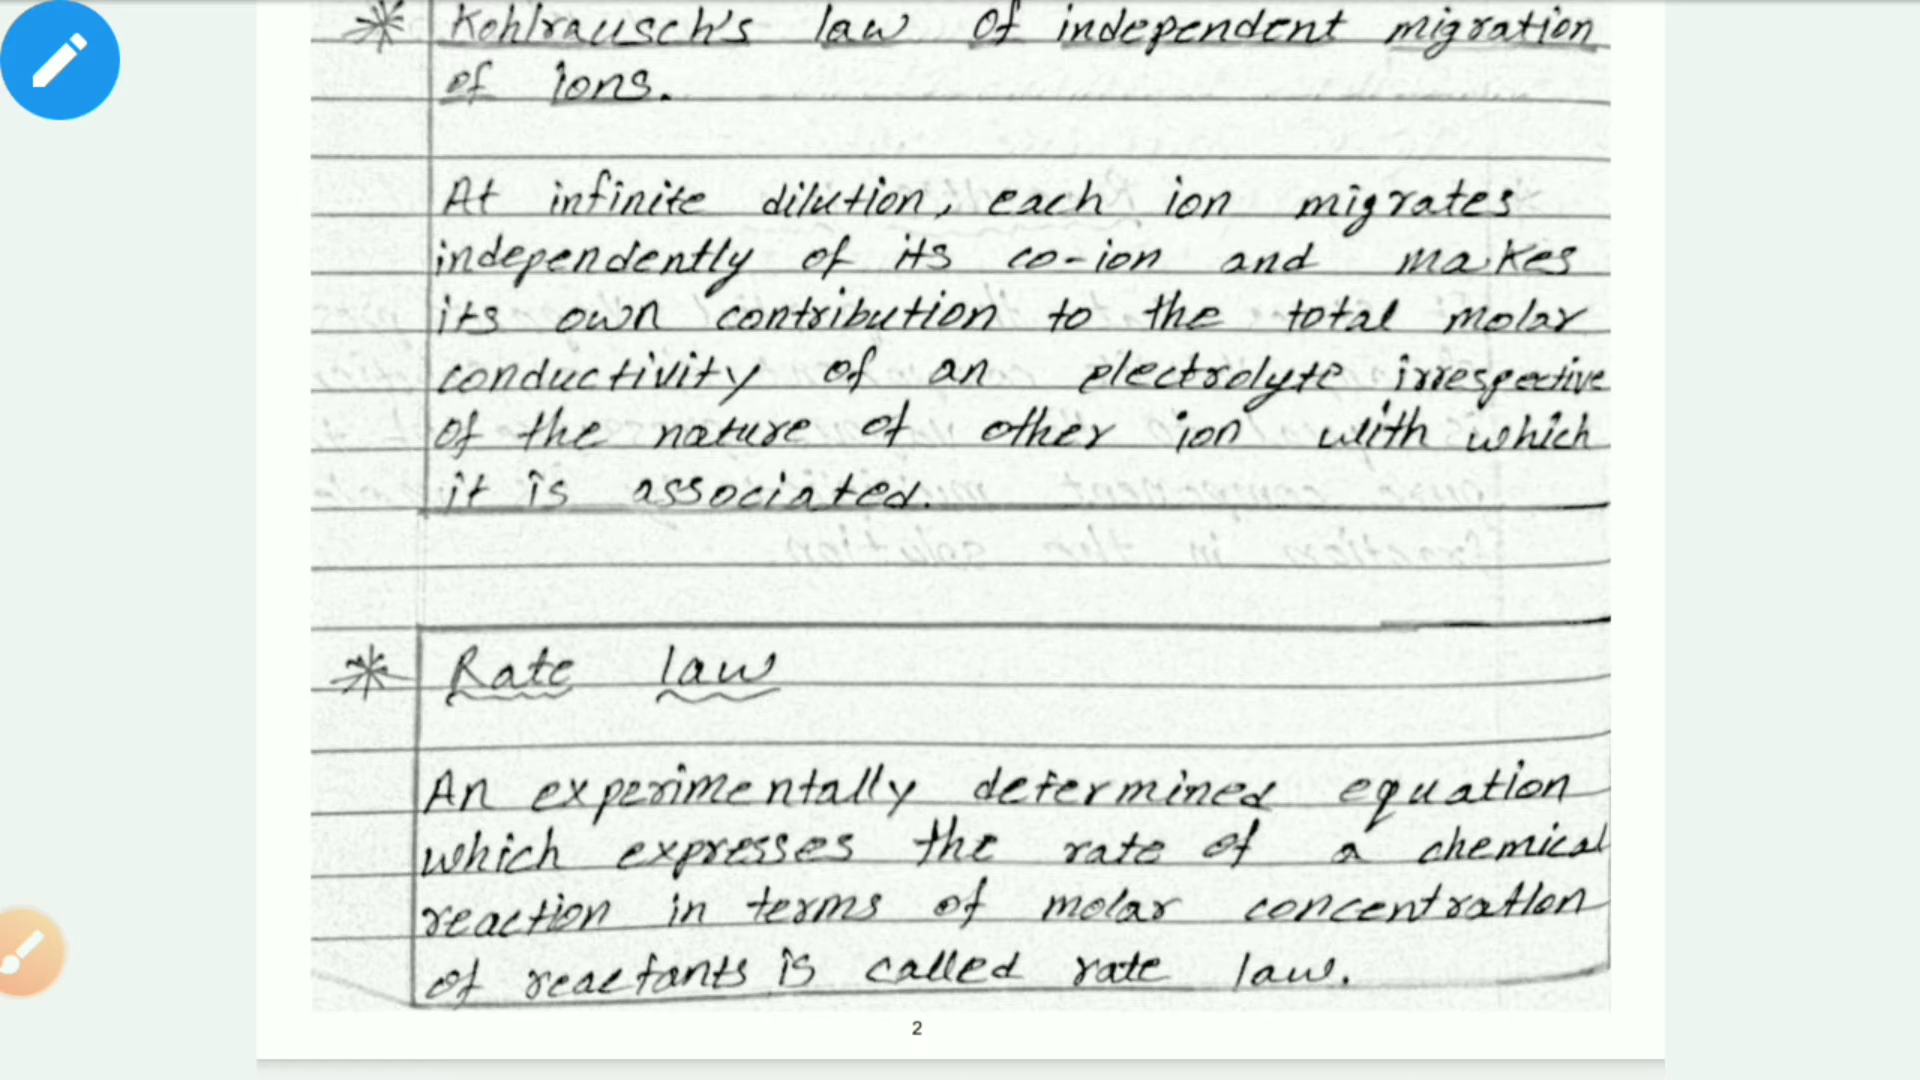 * Kohlrausch's law of independent migration
of ions.
At infinite dilution, each ion migrates
independently of its co-ion and makes
its own contribution to the total molar
conductivity of an electrolyte irrespective
of the nature of other ion with which
it is associated.
* Rate law
An experimentally determined equation
which expresses the rate of a chemical
reaction in terms of molar concentration
of reactants is called rate law.
2